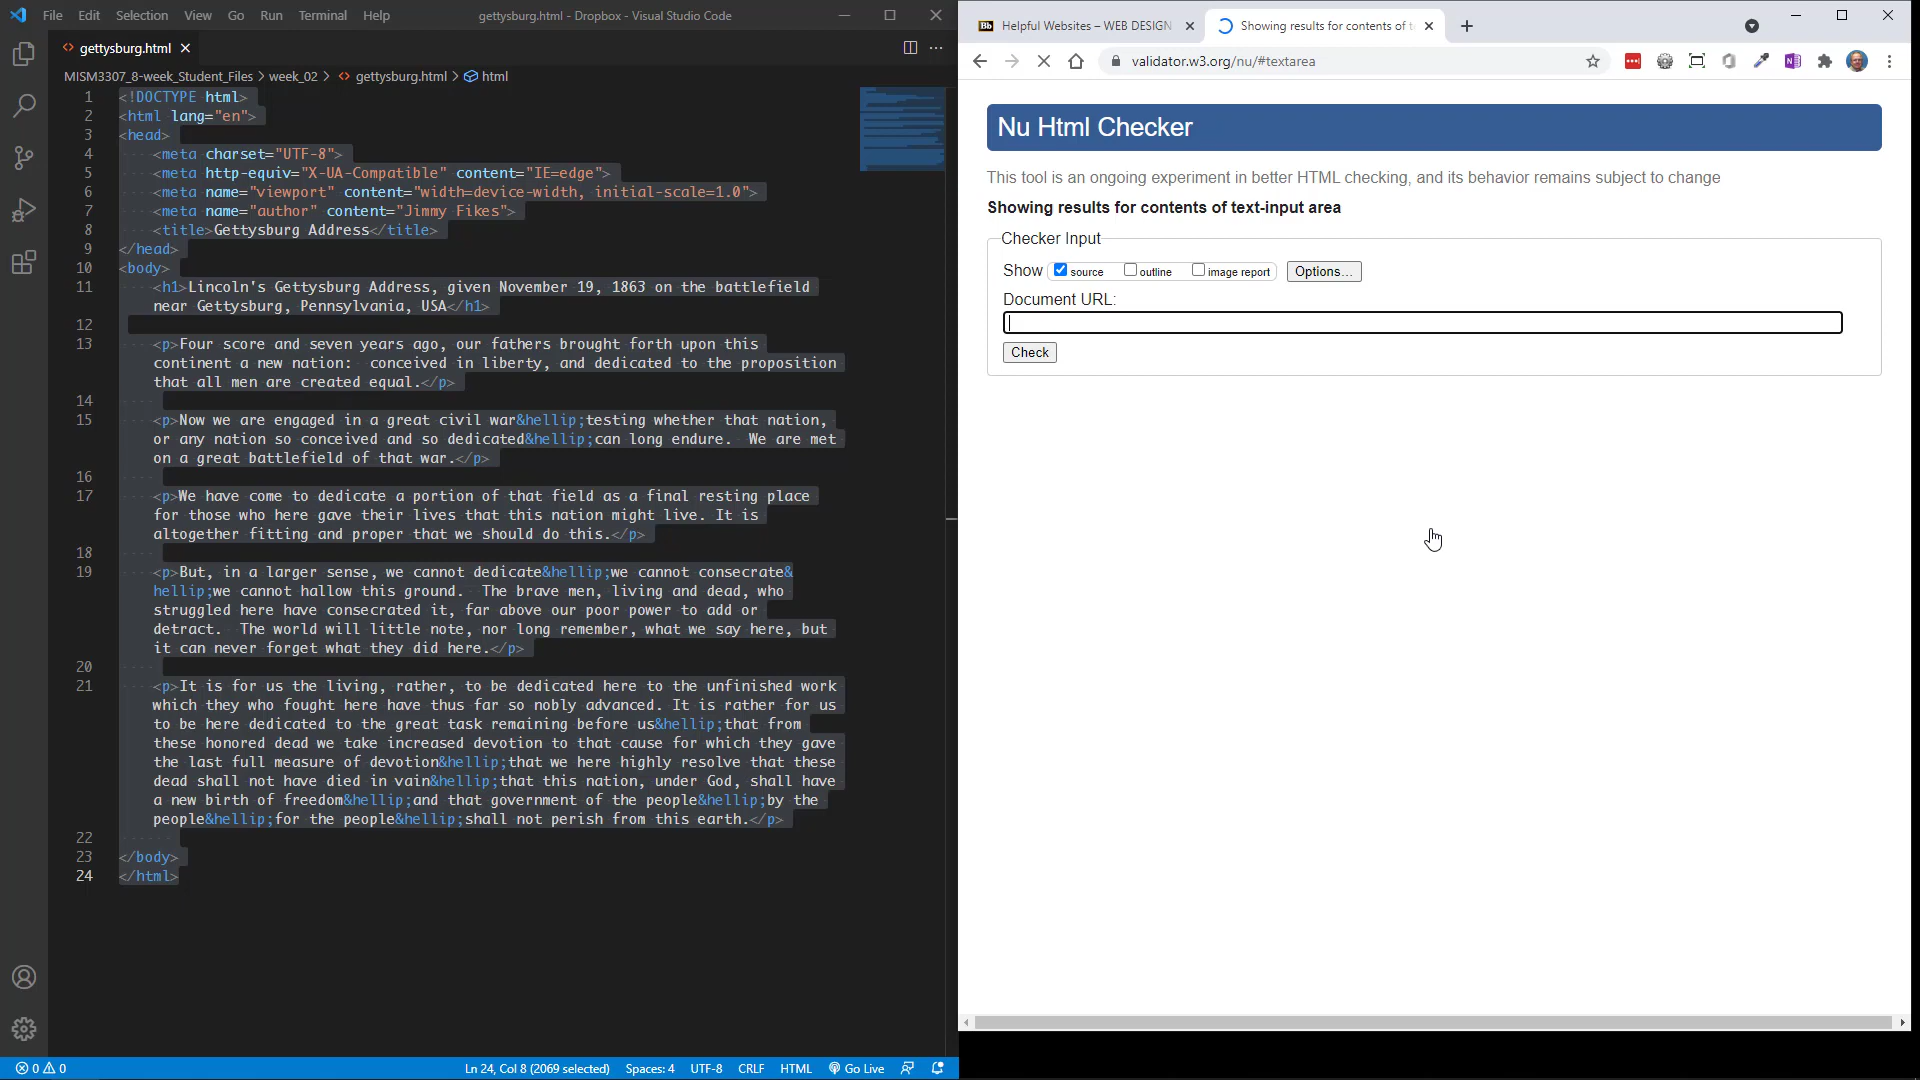 File Edit Selection View Go Run Terminal Help gettysburg.html - Dropbox - Visual Studio Code
gettysburg.html
MISM3307_8-week_Student_Files > week_02 > gettysburg.html > html
1 <!DOCTYPE html>
2 <html lang="en">
3 <head>
4 <meta charset="UTF-8">
5 <meta http-equiv="X-UA-Compatible" content="IE=edge">
6 <meta name="viewport" content="width=device-width, initial-scale=1.0">
7 <meta name="author" content="Jimmy Fikes">
8 <title>Gettysburg Address</title>
9 </head>
10 <body>
11 <h1>Lincoln's Gettysburg Address, given November 19, 1863 on the battlefield
near Gettysburg, Pennsylvania, USA</h1>
12
13 <p>Four score and seven years ago, our fathers brought forth upon this
continent a new nation:  conceived in liberty, and dedicated to the proposition
that all men are created equal.</p>
14
15 <p>Now we are engaged in a great civil war&hellip;testing whether that nation,
or any nation so conceived and so dedicated&hellip;can long endure.  We are met
on a great battlefield of that war.</p>
16
17 <p>We have come to dedicate a portion of that field as a final resting place
for those who here gave their lives that this nation might live. It is
altogether fitting and proper that we should do this.</p>
18
19 <p>But, in a larger sense, we cannot dedicate&hellip;we cannot consecrate&
hellip;we cannot hallow this ground.  The brave men, living and dead, who
struggled here have consecrated it, far above our poor power to add or
detract.  The world will little note, nor long remember, what we say here, but
it can never forget what they did here.</p>
20
21 <p>It is for us the living, rather, to be dedicated here to the unfinished work
which they who fought here have thus far so nobly advanced. It is rather for us
to be here dedicated to the great task remaining before us&hellip;that from
these honored dead we take increased devotion to that cause for which they gave
the last full measure of devotion&hellip;that we here highly resolve that these
dead shall not have died in vain&hellip;that this nation, under God, shall have
a new birth of freedom&hellip;and that government of the people&hellip;by the
people&hellip;for the people&hellip;shall not perish from this earth.</p>
22
23 </body>
24 </html>
0 0 Ln 24, Col 8 (2069 selected) Spaces: 4 UTF-8 CRLF HTML Go Live
Bb Helpful Websites – WEB DESIGN
Showing results for contents of t
validator.w3.org/nu/#textarea
Nu Html Checker
This tool is an ongoing experiment in better HTML checking, and its behavior remains subject to change
Showing results for contents of text-input area
Checker Input
Show source outline image report Options...
Document URL:
Check